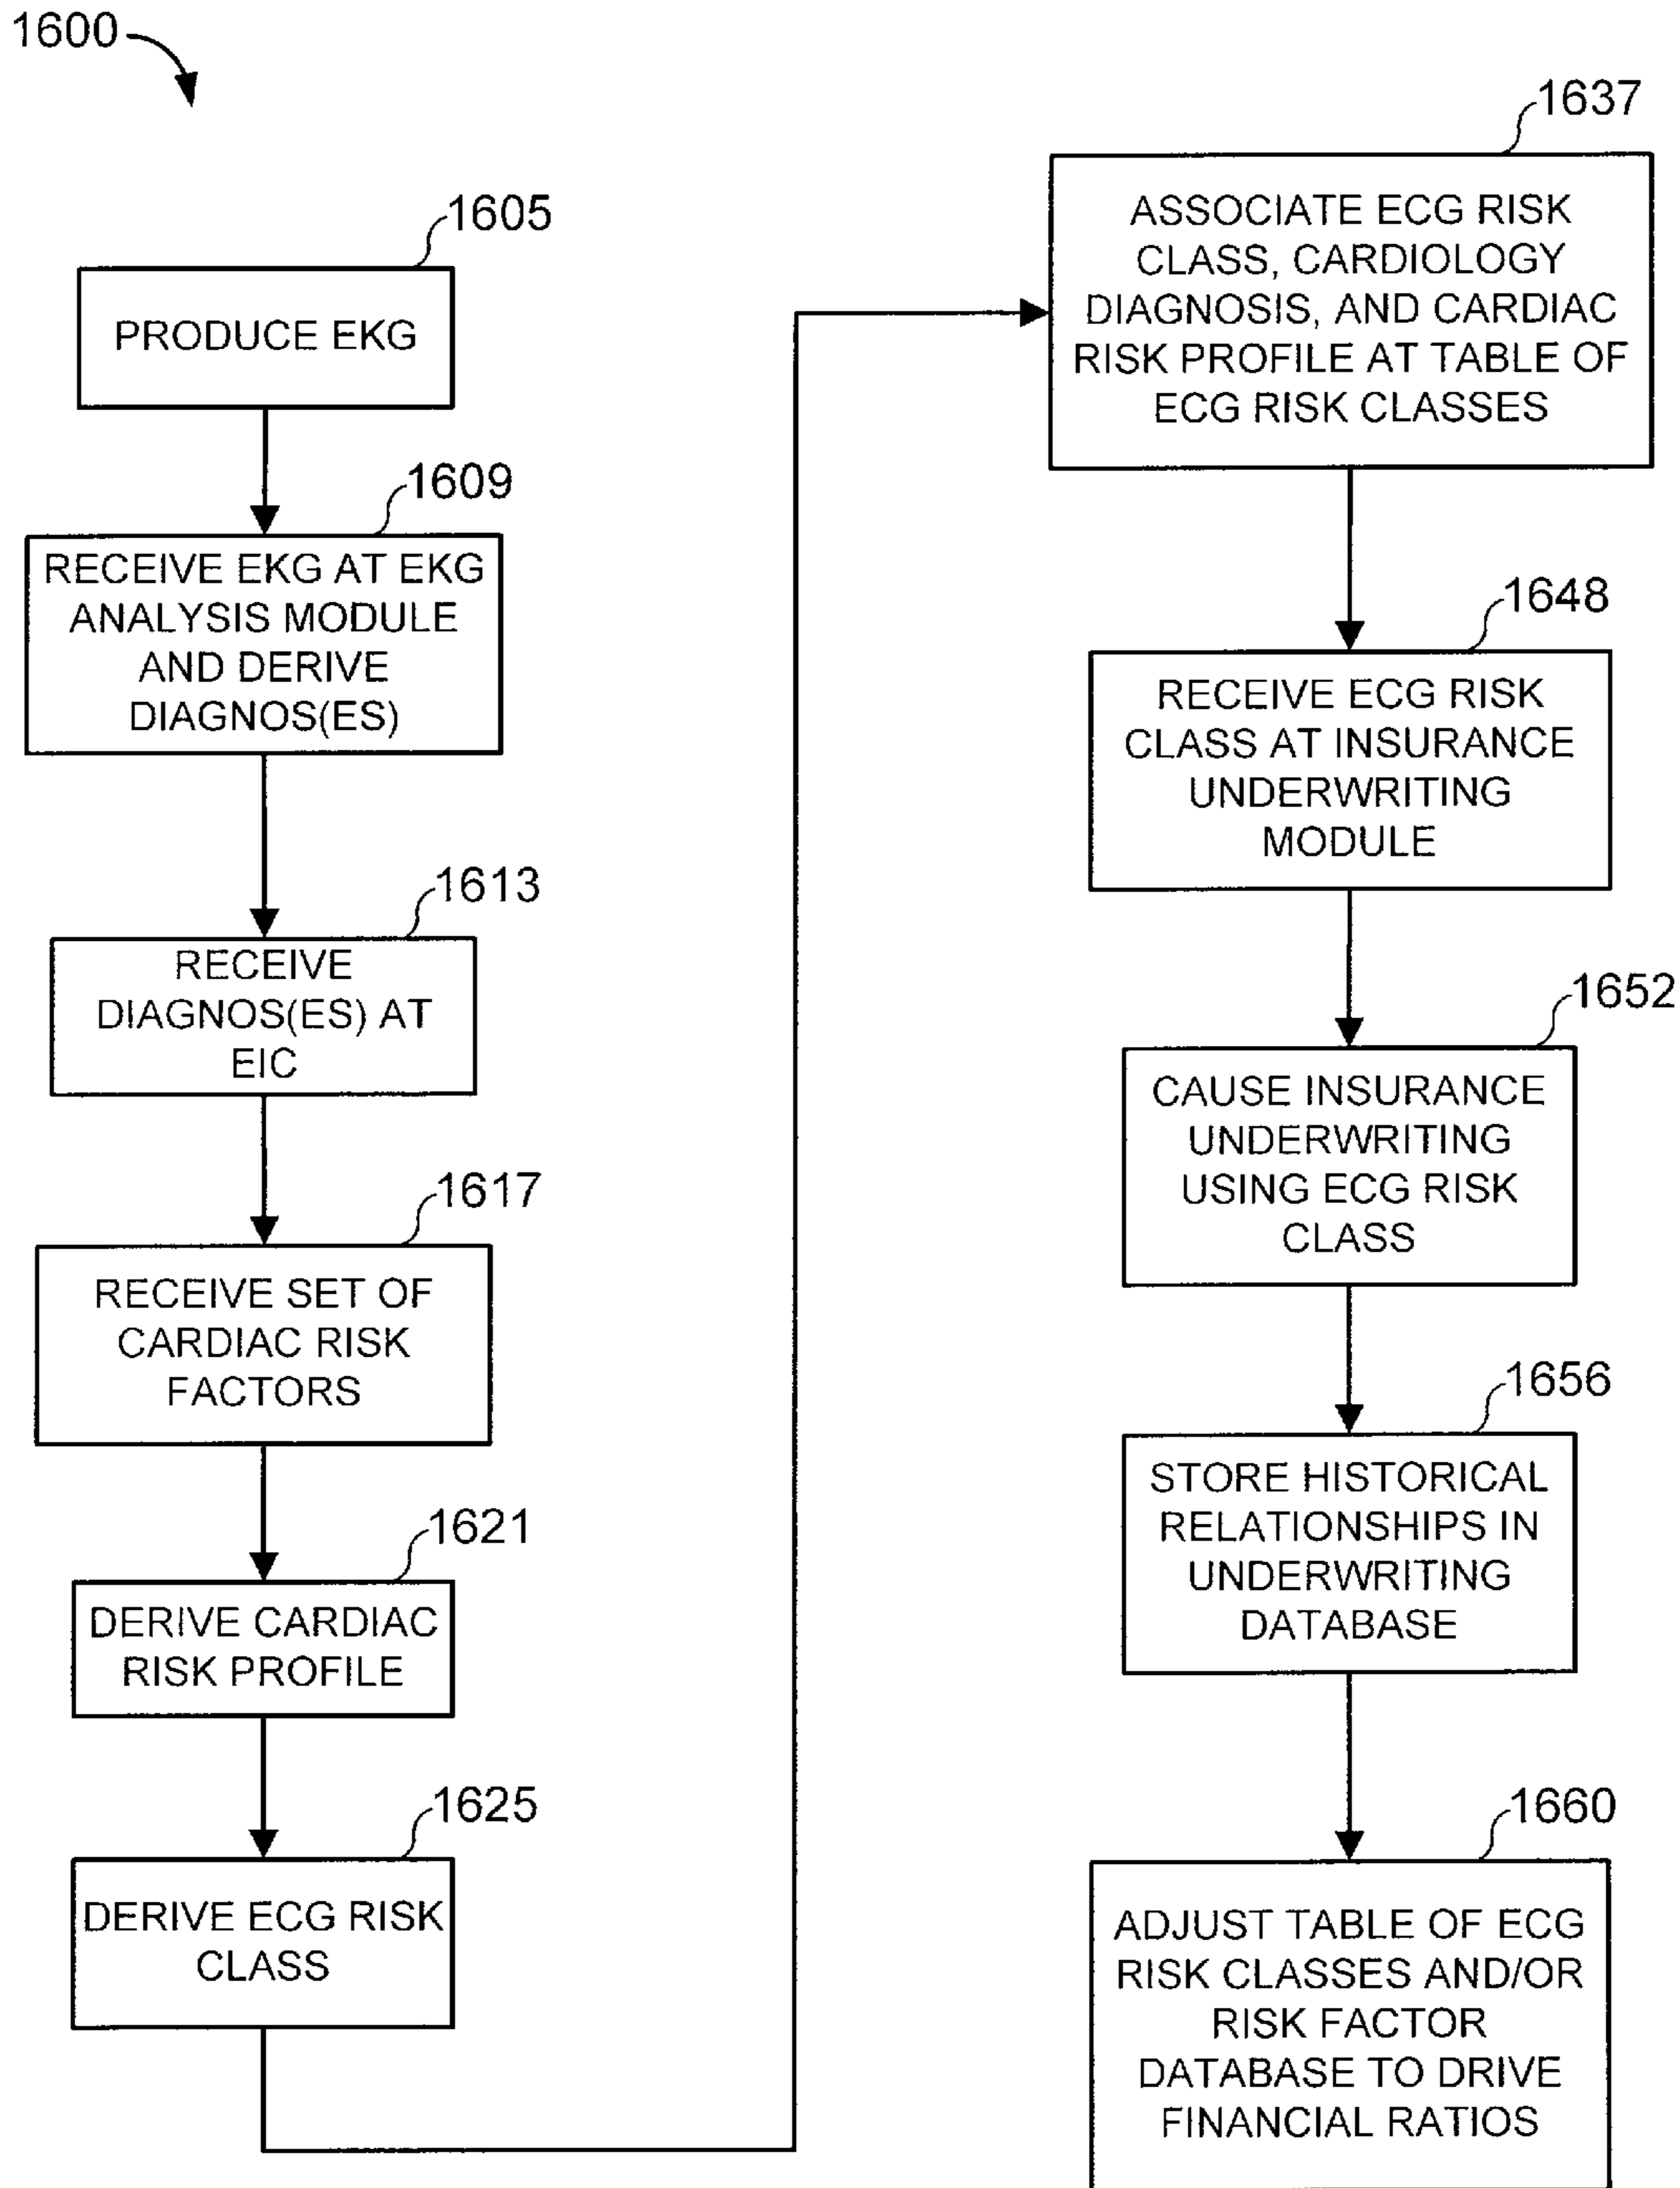 1600
1605
PRODUCE EKG
1609
RECEIVE EKG AT EKG
ANALYSIS MODULE
AND DERIVE
DIAGNOS(ES)
1613
RECEIVE
DIAGNOS(ES) AT
EIC
1617
RECEIVE SET OF
CARDIAC RISK
FACTORS
1621
DERIVE CARDIAC
RISK PROFILE
1625
DERIVE ECG RISK
CLASS
1637
ASSOCIATE ECG RISK
CLASS, CARDIOLOGY
DIAGNOSIS, AND CARDIAC
RISK PROFILE AT TABLE OF
ECG RISK CLASSES
1648
RECEIVE ECG RISK
CLASS AT INSURANCE
UNDERWRITING
MODULE
1652
CAUSE INSURANCE
UNDERWRITING
USING ECG RISK
CLASS
1656
STORE HISTORICAL
RELATIONSHIPS IN
UNDERWRITING
DATABASE
1660
ADJUST TABLE OF ECG
RISK CLASSES AND/OR
RISK FACTOR
DATABASE TO DRIVE
FINANCIAL RATIOS